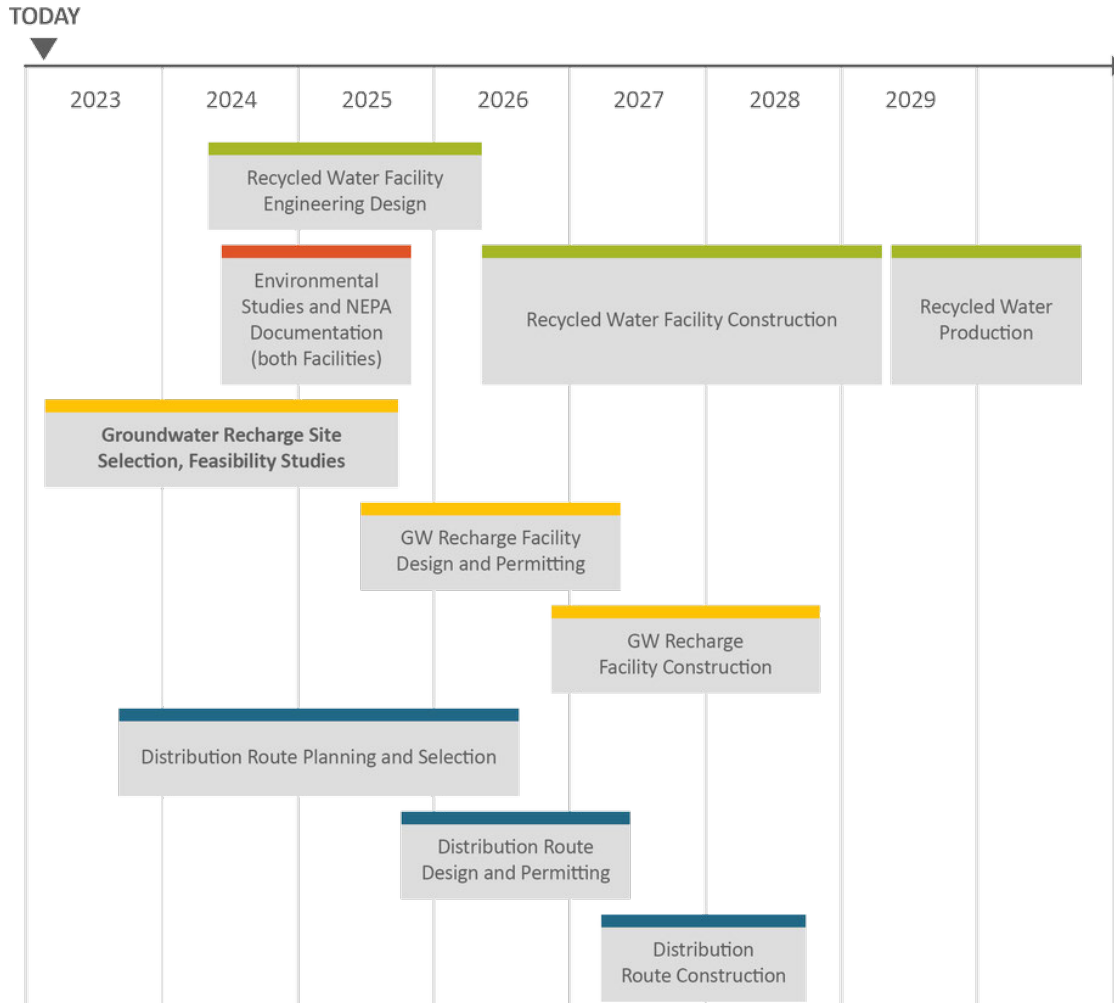 TODAY
2023 2024 2025 2026 2027 2028 2029
Recycled Water Facility
Engineering Design
Environmental
Studies and NEPA
Documentation
(both Facilities)
Recycled Water Facility Construction
Recycled Water
Production
Groundwater Recharge Site
Selection, Feasibility Studies
GW Recharge Facility
Design and Permitting
GW Recharge
Facility Construction
Distribution Route Planning and Selection
Distribution Route
Design and Permitting
Distribution
Route Construction